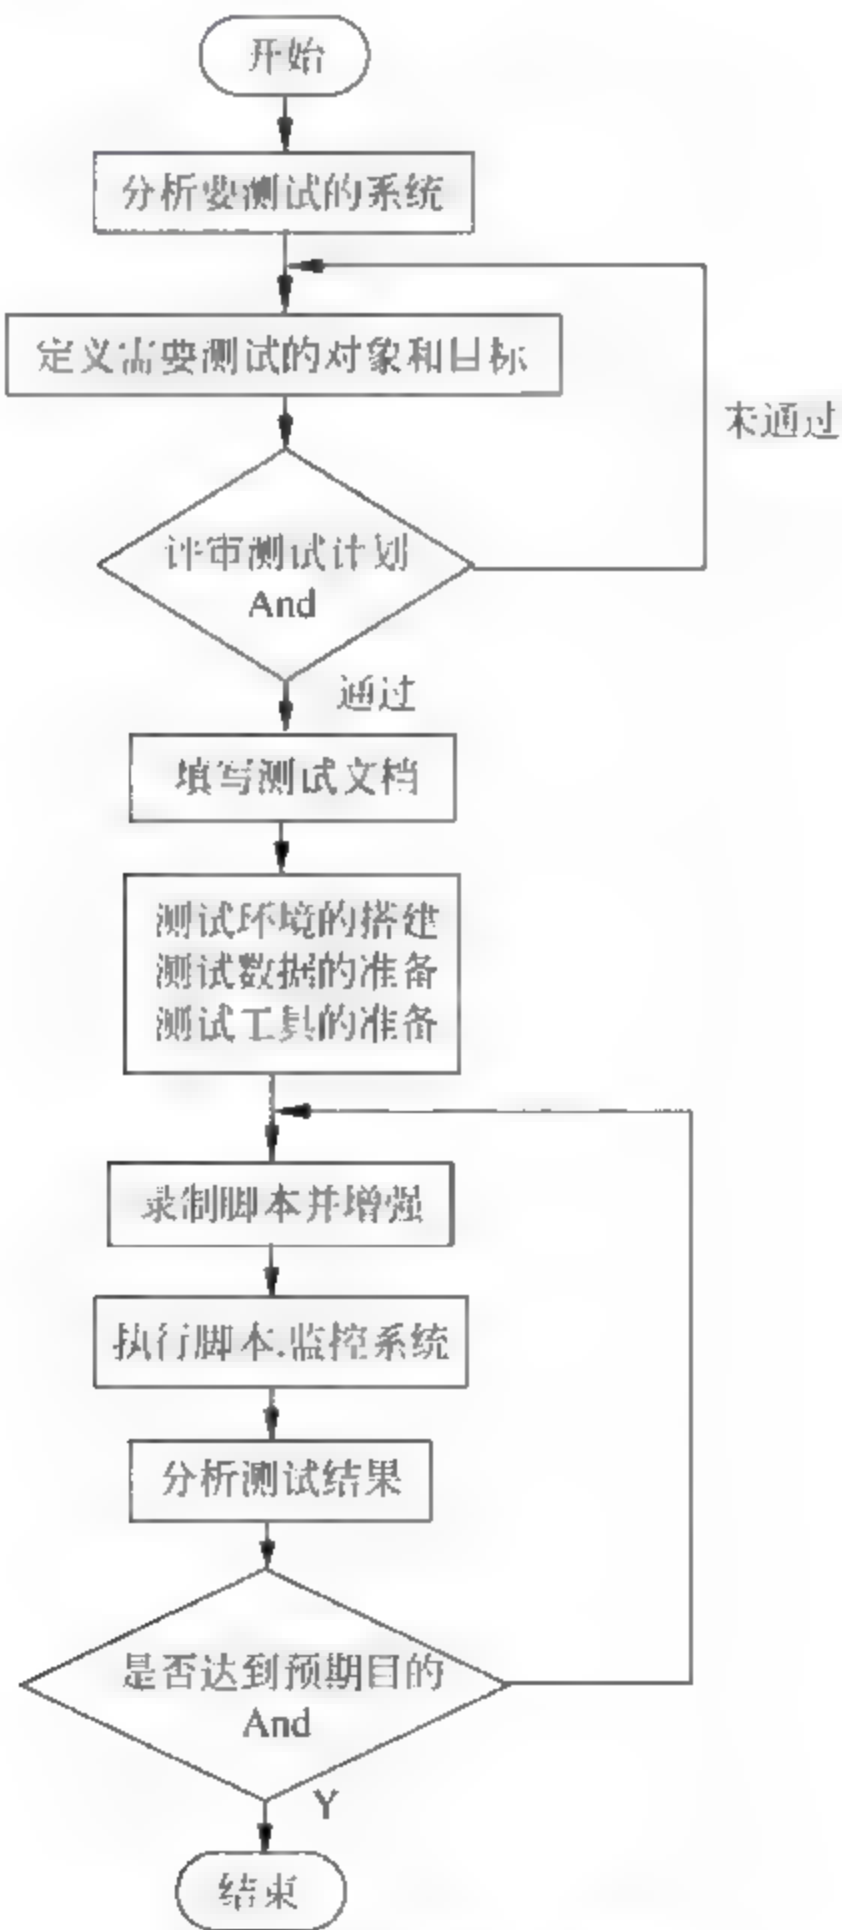 开始
分析要测试的系统
定义需要测试的对象和目标
未通过
评审测试计划
And
通过
填写测试文档
测试环境的搭建
测试数据的准备
测试工具的准备
录制脚本并增强
执行脚本.监控系统
分析测试结果
是否达到预期目的
And
Y
结束